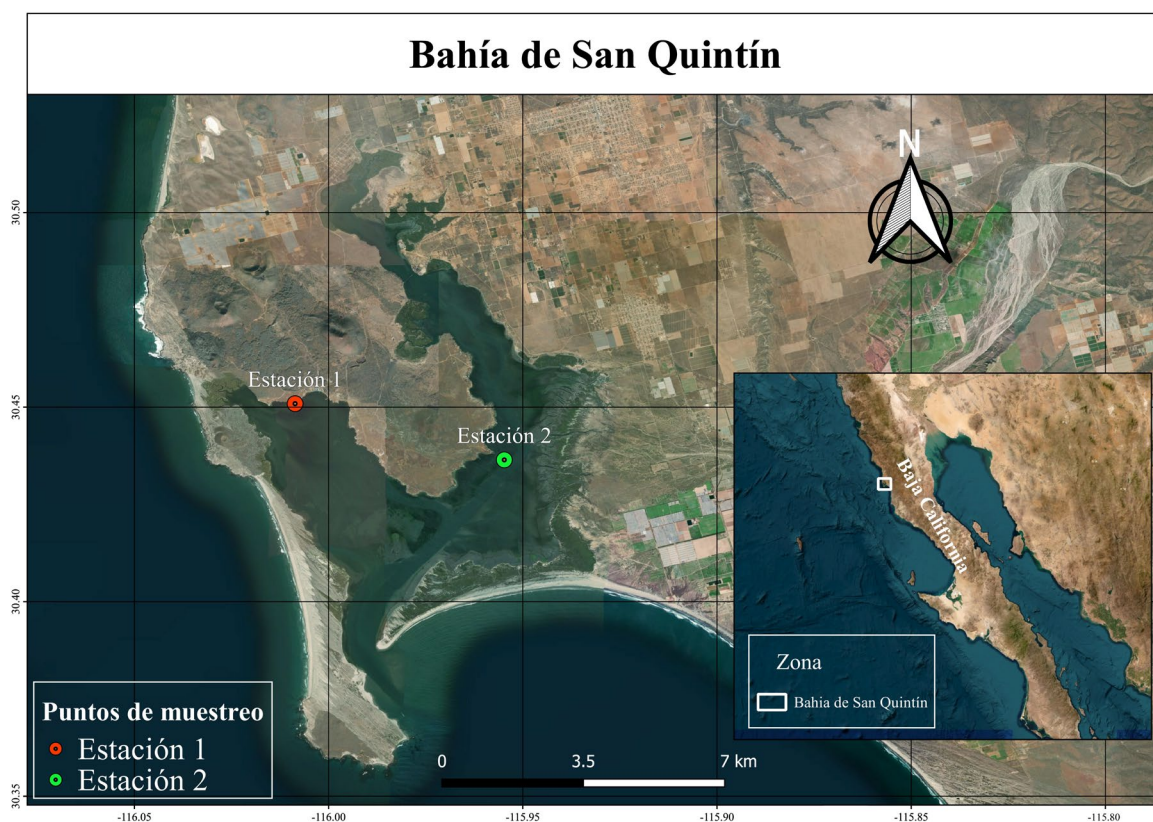 Bahía de San Quintín
N
30.50
30.45
30.40
30.35
Estación 1
Estación 2
Baja California
Zona
Bahia de San Quintín
Puntos de muestreo
Estación 1
Estación 2
0 3.5 7 km
-116.05 -116.00 -115.95 -115.90 -115.85 -115.80